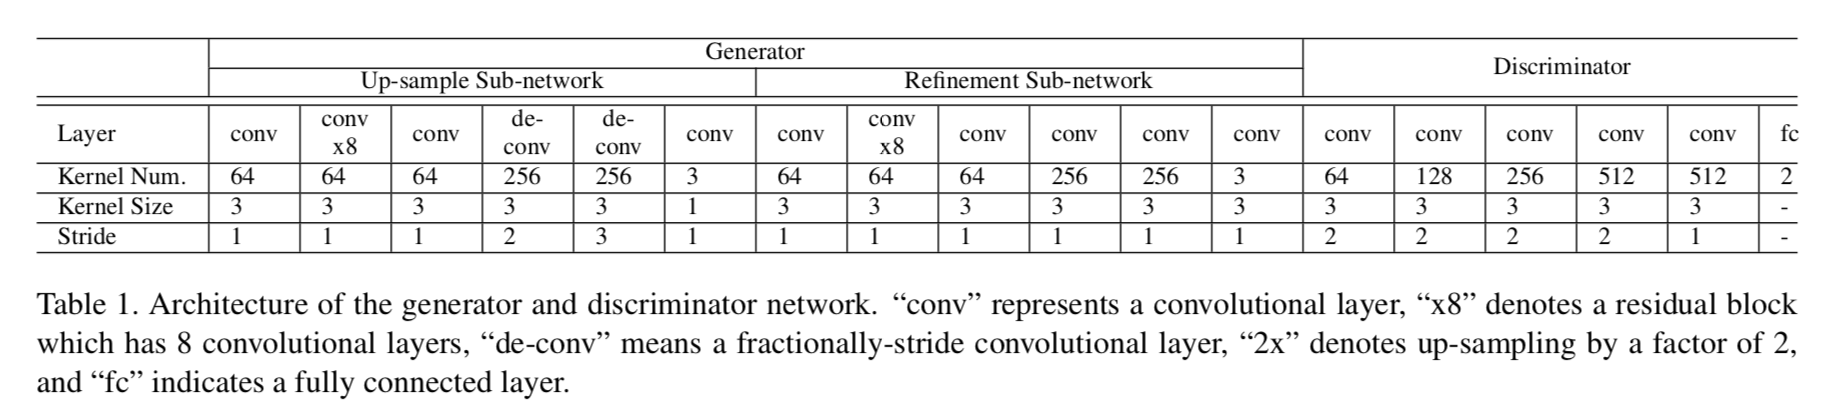 Generator
Discriminator
Up-sample Sub-network Refinement Sub-network
Layer conv conv x8 conv de-conv de-conv conv conv conv x8 conv conv conv conv conv conv conv conv conv fc
Kernel Num. 64 64 64 256 256 3 64 64 64 256 256 3 64 128 256 512 512 2
Kernel Size 3 3 3 3 3 1 3 3 3 3 3 3 3 3 3 3 3 -
Stride 1 1 1 2 3 1 1 1 1 1 1 1 2 2 2 2 1 -
Table 1. Architecture of the generator and discriminator network. “conv” represents a convolutional layer, “x8” denotes a residual block
which has 8 convolutional layers, “de-conv” means a fractionally-stride convolutional layer, “2x” denotes up-sampling by a factor of 2,
and “fc” indicates a fully connected layer.